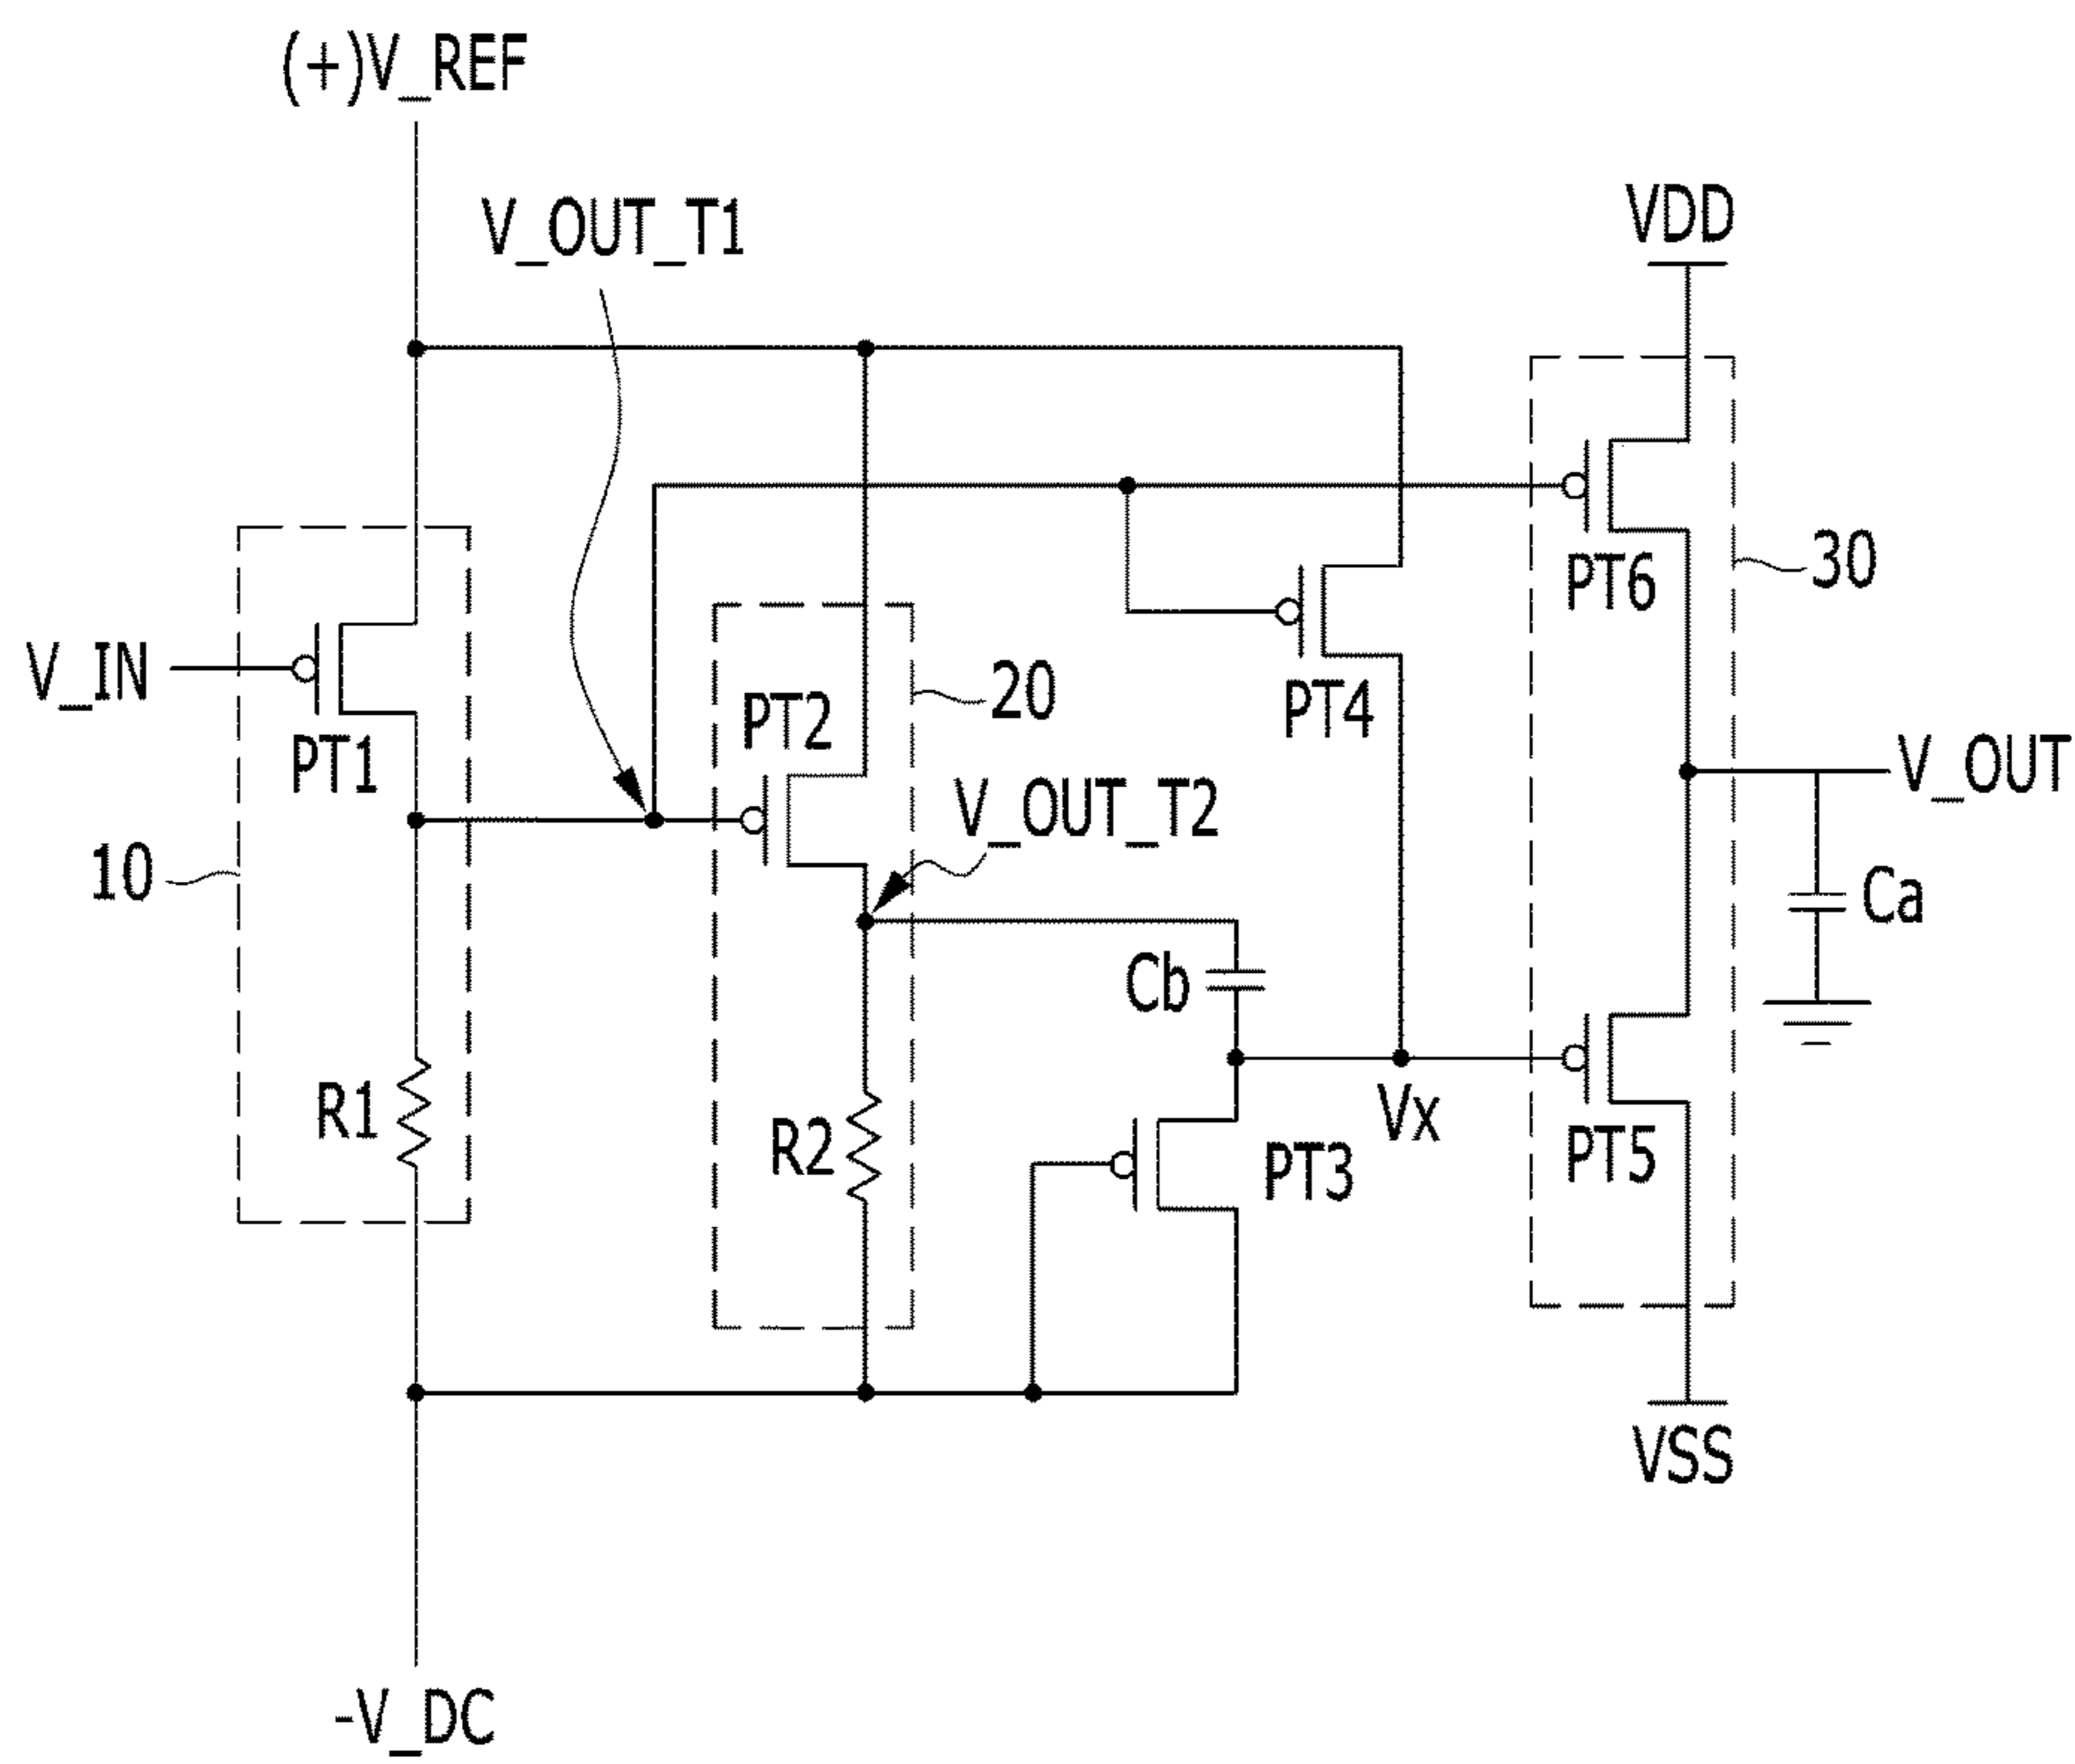 (+)V_REF
V_OUT_T1
VDD
V_IN
PT1
10
R1
PT2
20
V_OUT_T2
R2
Cb
PT3
PT4
Vx
PT6
30
V_OUT
Ca
PT5
VSS
-V_DC